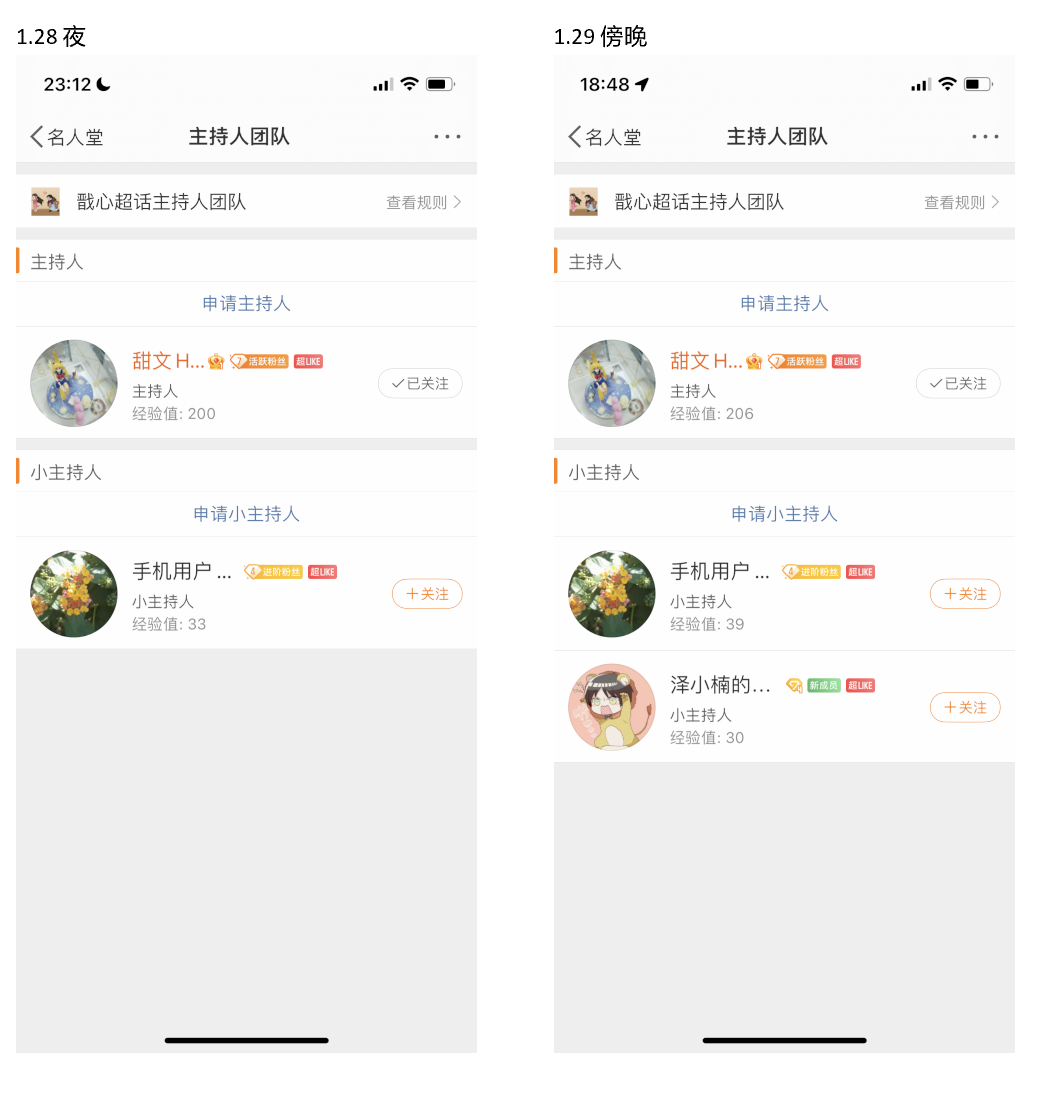 1.28 夜
23:12
名人堂
主持人团队
戳心超话主持人团队
查看规则
主持人
申请主持人
甜文 H... 7 活跃粉丝 超LIKE
主持人
已关注
经验值: 200
小主持人
申请小主持人
手机用户 ... 4 进阶粉丝 超LIKE
小主持人
+关注
经验值: 33
1.29 傍晚
18:48
名人堂
主持人团队
戳心超话主持人团队
查看规则
主持人
申请主持人
甜文 H... 7 活跃粉丝 超LIKE
主持人
已关注
经验值: 206
小主持人
申请小主持人
手机用户 ... 4 进阶粉丝 超LIKE
小主持人
+关注
经验值: 39
泽小楠的... 新成员 超LIKE
小主持人
+关注
经验值: 30